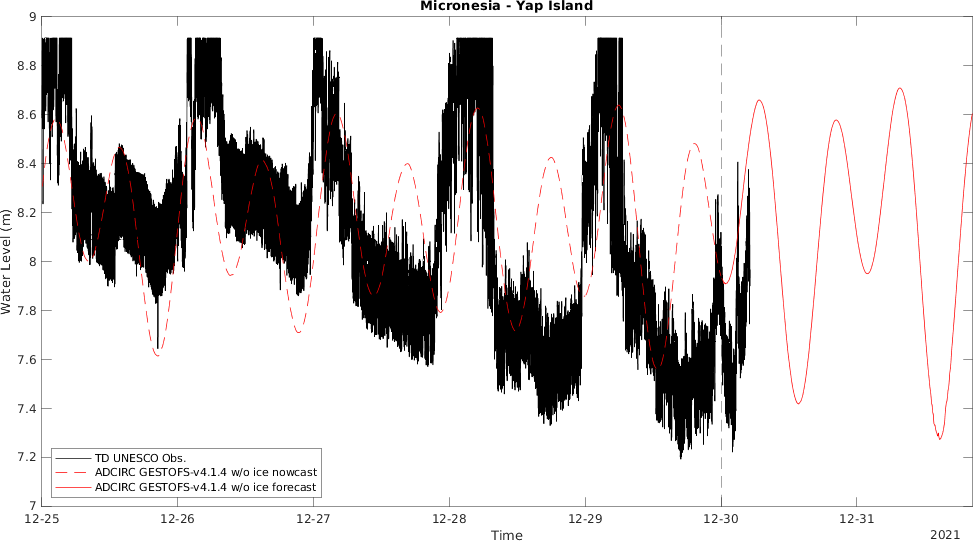 Micronesia - Yap Island
9
8.8
8.6
8.4
8.2
8
7.8
7.6
7.4
7.2
7
Water Level (m)
TD UNESCO Obs.
ADCIRC GESTOFS-v4.1.4 w/o ice nowcast
ADCIRC GESTOFS-v4.1.4 w/o ice forecast
12-25 12-26 12-27 12-28 12-29 12-30 12-31
Time
2021